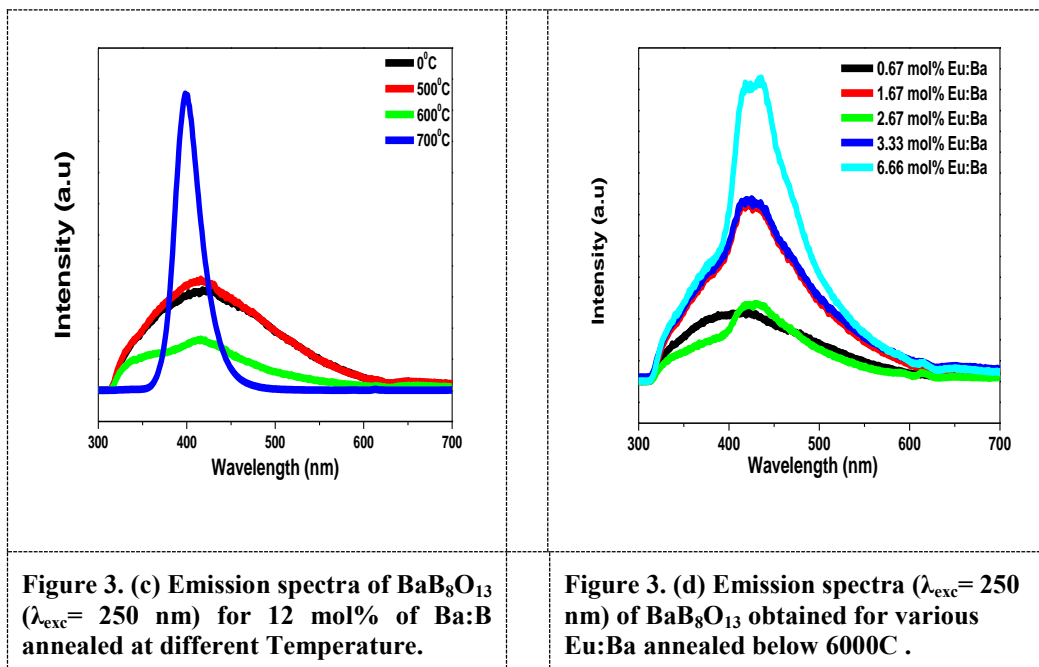 Intensity (a.u)
0⁰C
500⁰C
600⁰C
700⁰C
300 400 500 600 700
Wavelength (nm)
Intensity (a.u)
0.67 mol% Eu:Ba
1.67 mol% Eu:Ba
2.67 mol% Eu:Ba
3.33 mol% Eu:Ba
6.66 mol% Eu:Ba
300 400 500 600 700
Wavelength (nm)
Figure 3. (c) Emission spectra of BaB₈O₁₃
(λexc= 250 nm) for 12 mol% of Ba:B
annealed at different Temperature.
Figure 3. (d) Emission spectra (λexc= 250
nm) of BaB₈O₁₃ obtained for various
Eu:Ba annealed below 6000C .